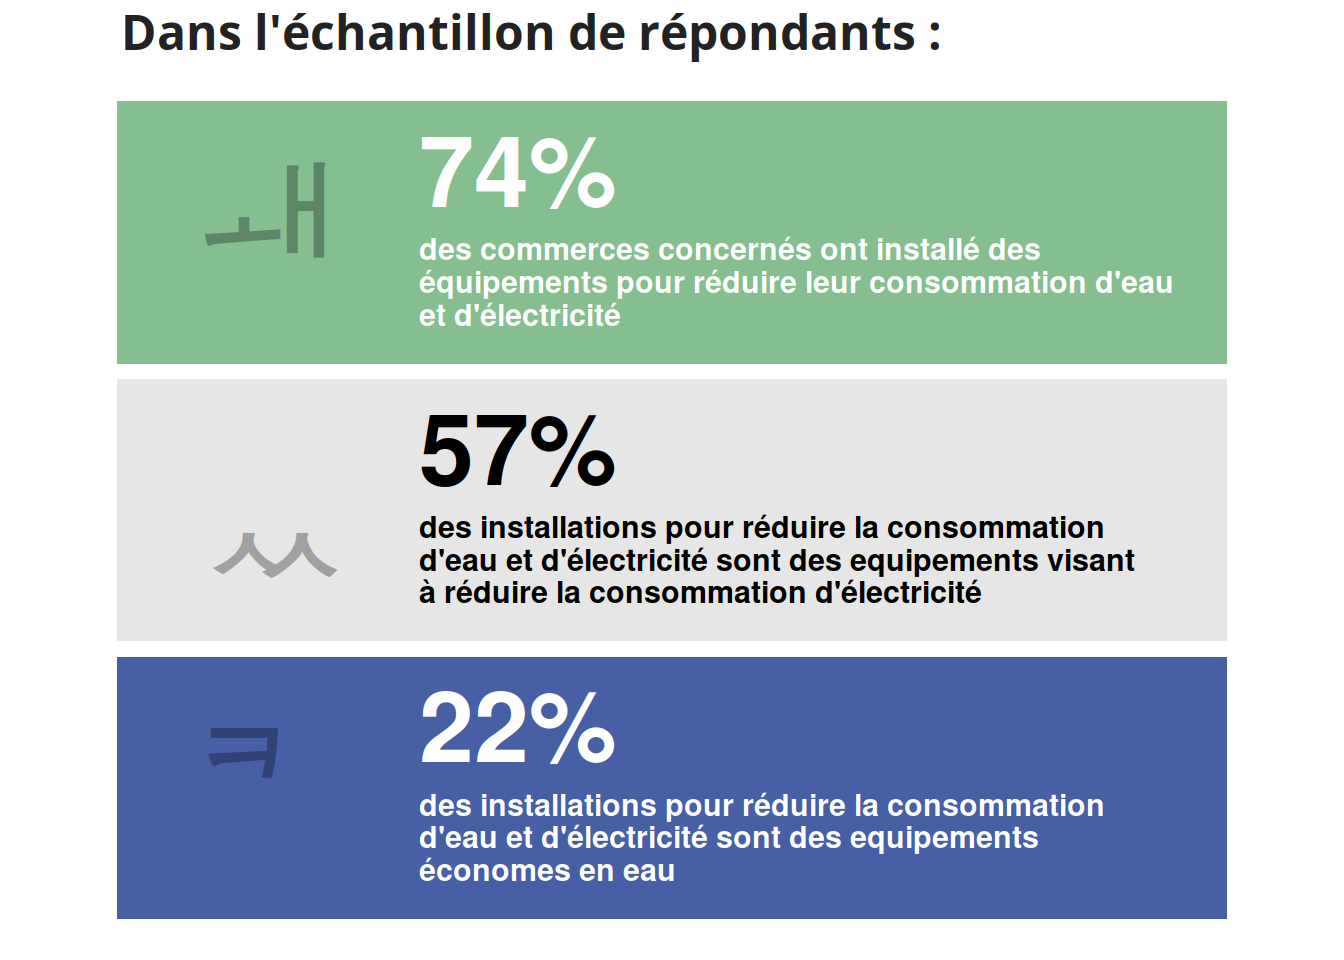 Dans l'échantillon de répondants :
74%
des commerces concernés ont installé des
équipements pour réduire leur consommation d'eau
et d'électricité
57%
des installations pour réduire la consommation
d'eau et d'électricité sont des equipements visant
à réduire la consommation d'électricité
22%
des installations pour réduire la consommation
d'eau et d'électricité sont des equipements
économes en eau